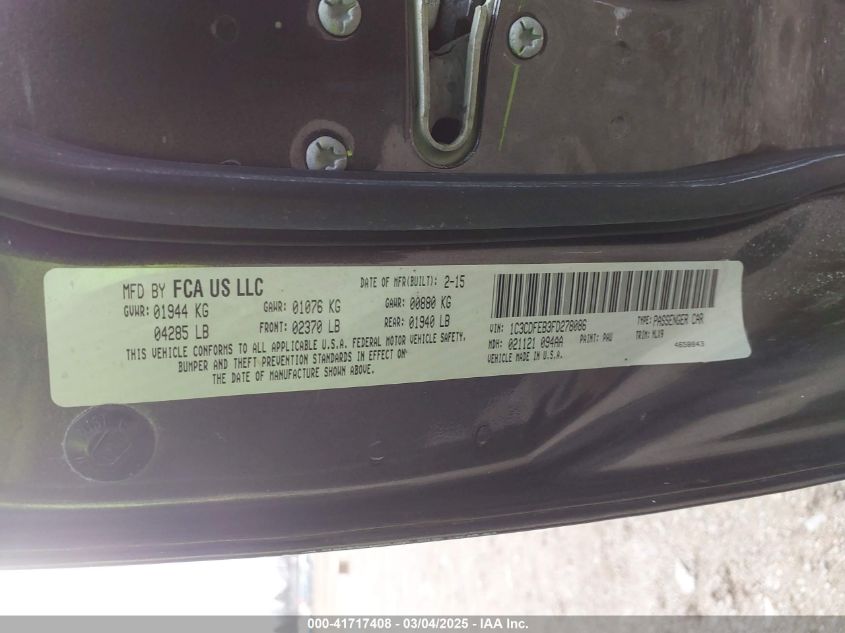 MFD BY FCA US LLC
DATE OF MFR(BUILT): 2-15
GVWR: 01944 KG
GAWR: 01076 KG
GAWR: 00880 KG
04285 LB
FRONT: 02370 LB
REAR: 01940 LB
THIS VEHICLE CONFORMS TO ALL APPLICABLE U.S.A. FEDERAL MOTOR VEHICLE SAFETY,
BUMPER AND THEFT PREVENTION STANDARDS IN EFFECT ON
THE DATE OF MANUFACTURE SHOWN ABOVE.
VIN: 1C3CDFEB3FD278086
TYPE: PASSENGER CAR
MDH: 021121 094AA
PAINT: PAU
TRIM: MLX9
VEHICLE MADE IN U.S.A.
4658843
000-41717408 - 03/04/2025 - IAA Inc.